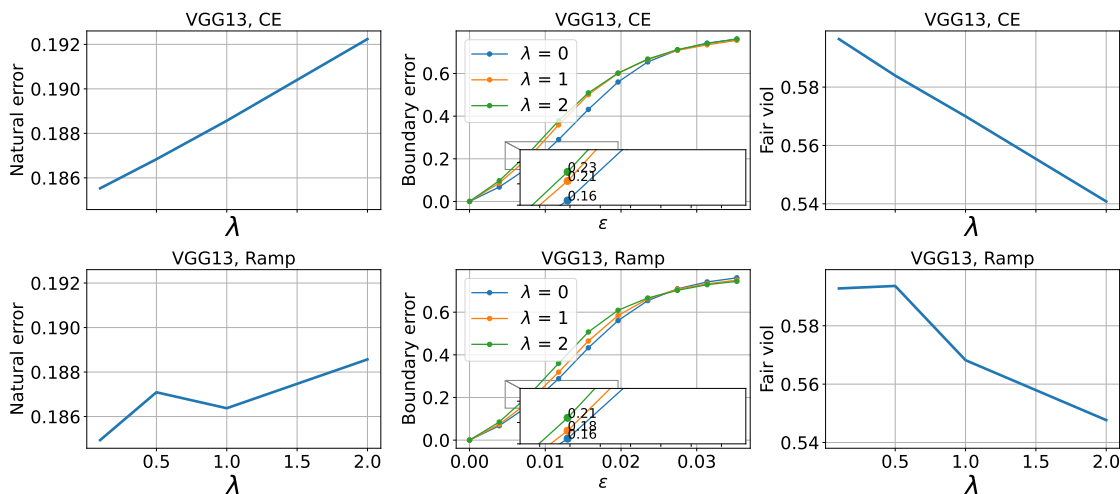 VGG13, CE
Natural error
0.192
0.190
0.188
0.186
λ
VGG13, CE
Boundary error
0.6
0.4
0.2
0.0
λ = 0
λ = 1
λ = 2
0.23
0.21
0.16
ε
VGG13, CE
Fair viol
0.58
0.56
0.54
λ
VGG13, Ramp
Natural error
0.192
0.190
0.188
0.186
0.5 1.0 1.5 2.0
λ
VGG13, Ramp
Boundary error
0.6
0.4
0.2
0.0
λ = 0
λ = 1
λ = 2
0.21
0.18
0.16
0.00 0.01 0.02 0.03
ε
VGG13, Ramp
Fair viol
0.58
0.56
0.54
0.5 1.0 1.5 2.0
λ